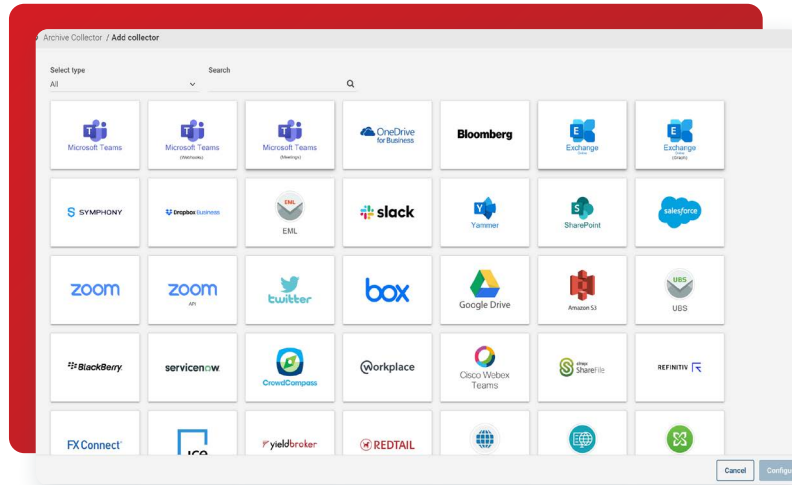 Archive Collector / Add collector
Select type
Search
All
Microsoft Teams
Microsoft Teams
(Webhooks)
Microsoft Teams
(Meetings)
OneDrive
for Business
Bloomberg
Exchange
Online
Exchange
Online
(Graph)
SYMPHONY
Dropbox Business
EML
EML
slack
Yammer
SharePoint
salesforce
zoom
zoom
API
twitter
box
Google Drive
Amazon S3
UBS
UBS
BlackBerry
servicenow
CrowdCompass
Workplace
Cisco Webex
Teams
citrix
ShareFile
REFINITIV
FX Connect
ICE
yieldbroker
REDTAIL
Cancel